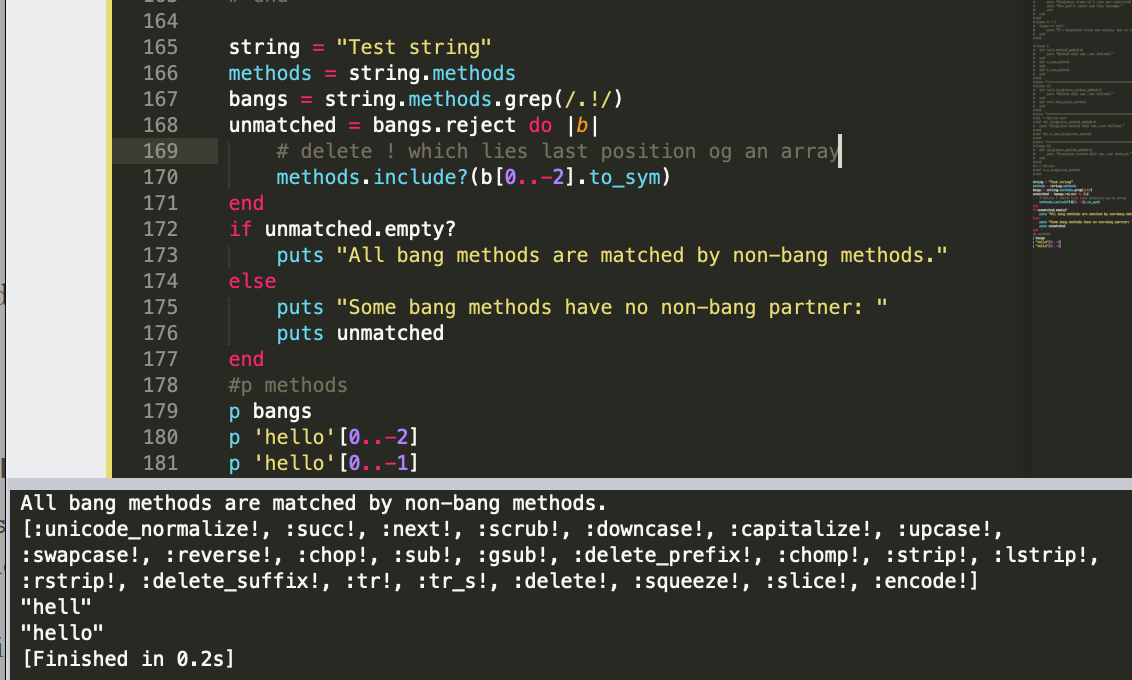 164
165 string = "Test string"
166 methods = string.methods
167 bangs = string.methods.grep(/.!/)
168 unmatched = bangs.reject do |b|
169 # delete ! which lies last position og an array
170 methods.include?(b[0..-2].to_sym)
171 end
172 if unmatched.empty?
173 puts "All bang methods are matched by non-bang methods."
174 else
175 puts "Some bang methods have no non-bang partner: "
176 puts unmatched
177 end
178 #p methods
179 p bangs
180 p 'hello'[0..-2]
181 p 'hello'[0..-1]
All bang methods are matched by non-bang methods.
[:unicode_normalize!, :succ!, :next!, :scrub!, :downcase!, :capitalize!, :upcase!,
:swapcase!, :reverse!, :chop!, :sub!, :gsub!, :delete_prefix!, :chomp!, :strip!, :lstrip!,
:rstrip!, :delete_suffix!, :tr!, :tr_s!, :delete!, :squeeze!, :slice!, :encode!]
"hell"
"hello"
[Finished in 0.2s]